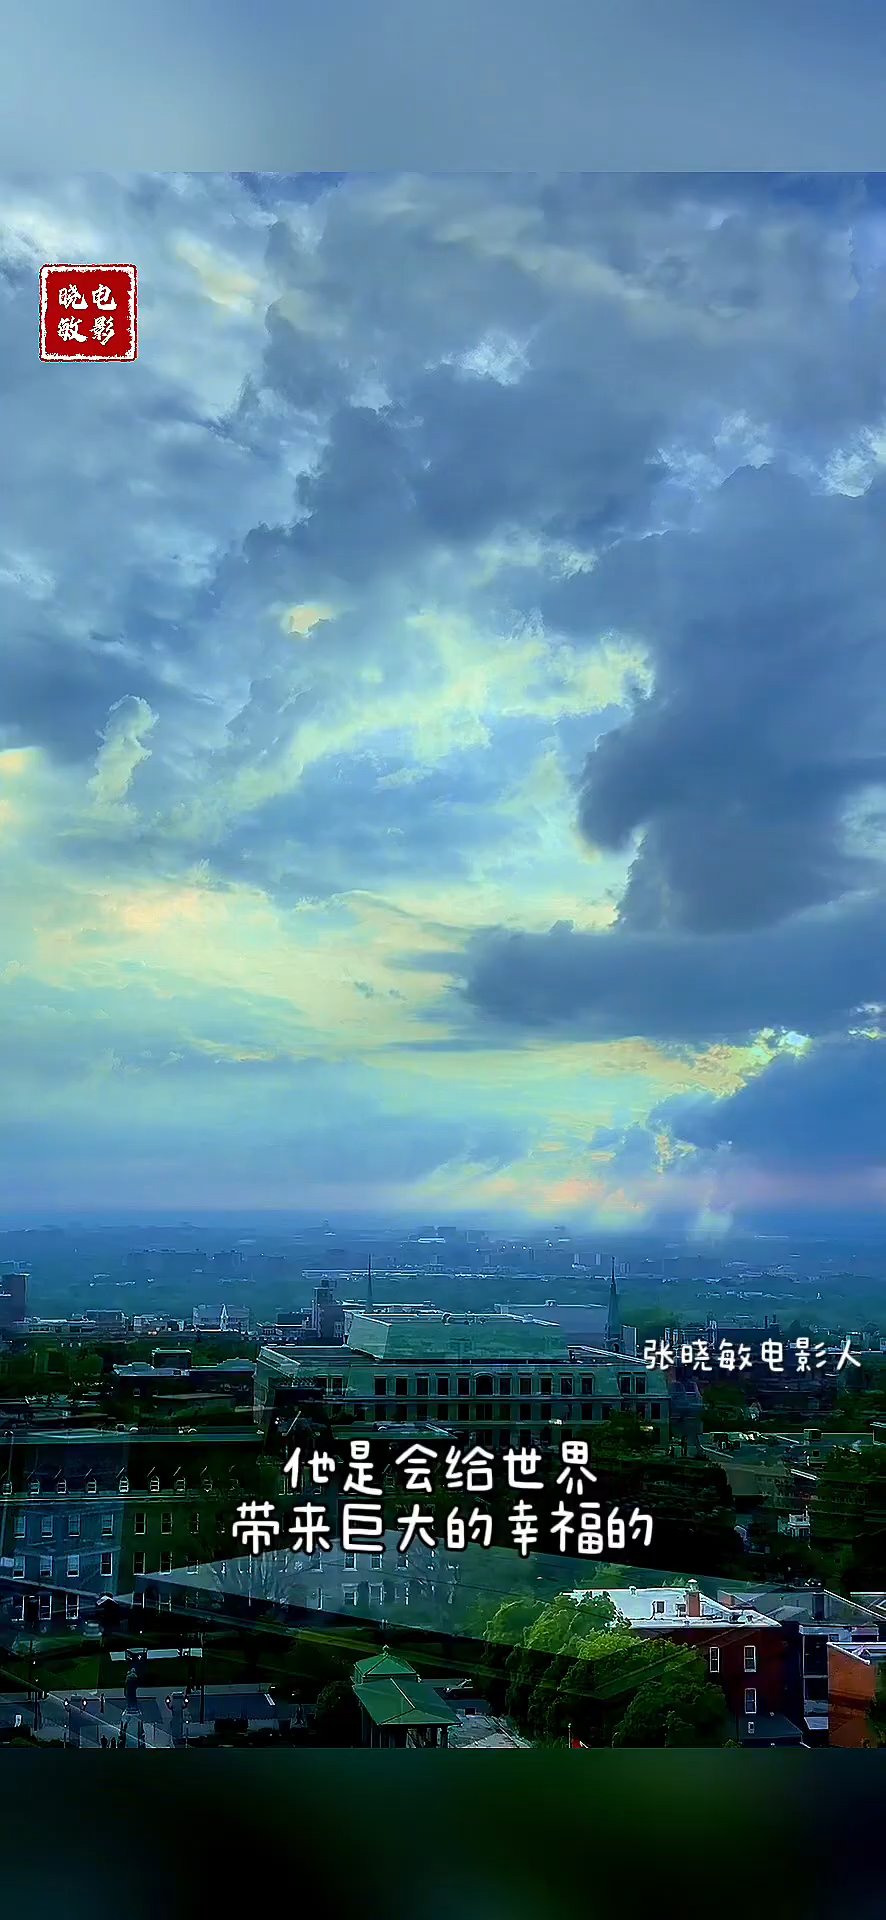 晓电
敏影
张晓敏电影人
他是会给世界
带来巨大的幸福的